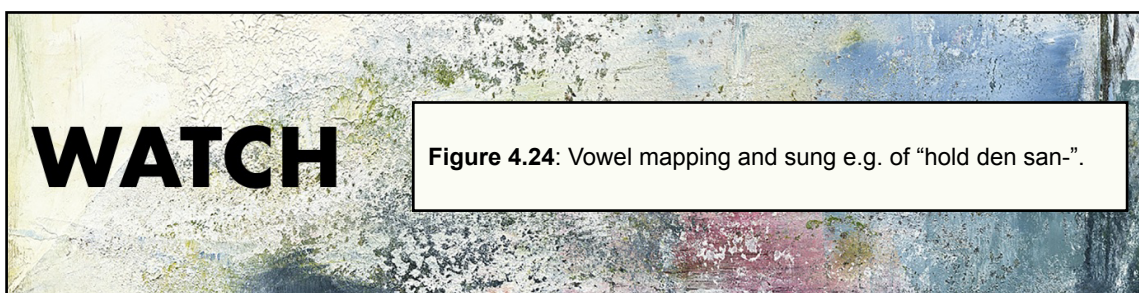 WATCH
Figure 4.24: Vowel mapping and sung e.g. of “hold den san-”.